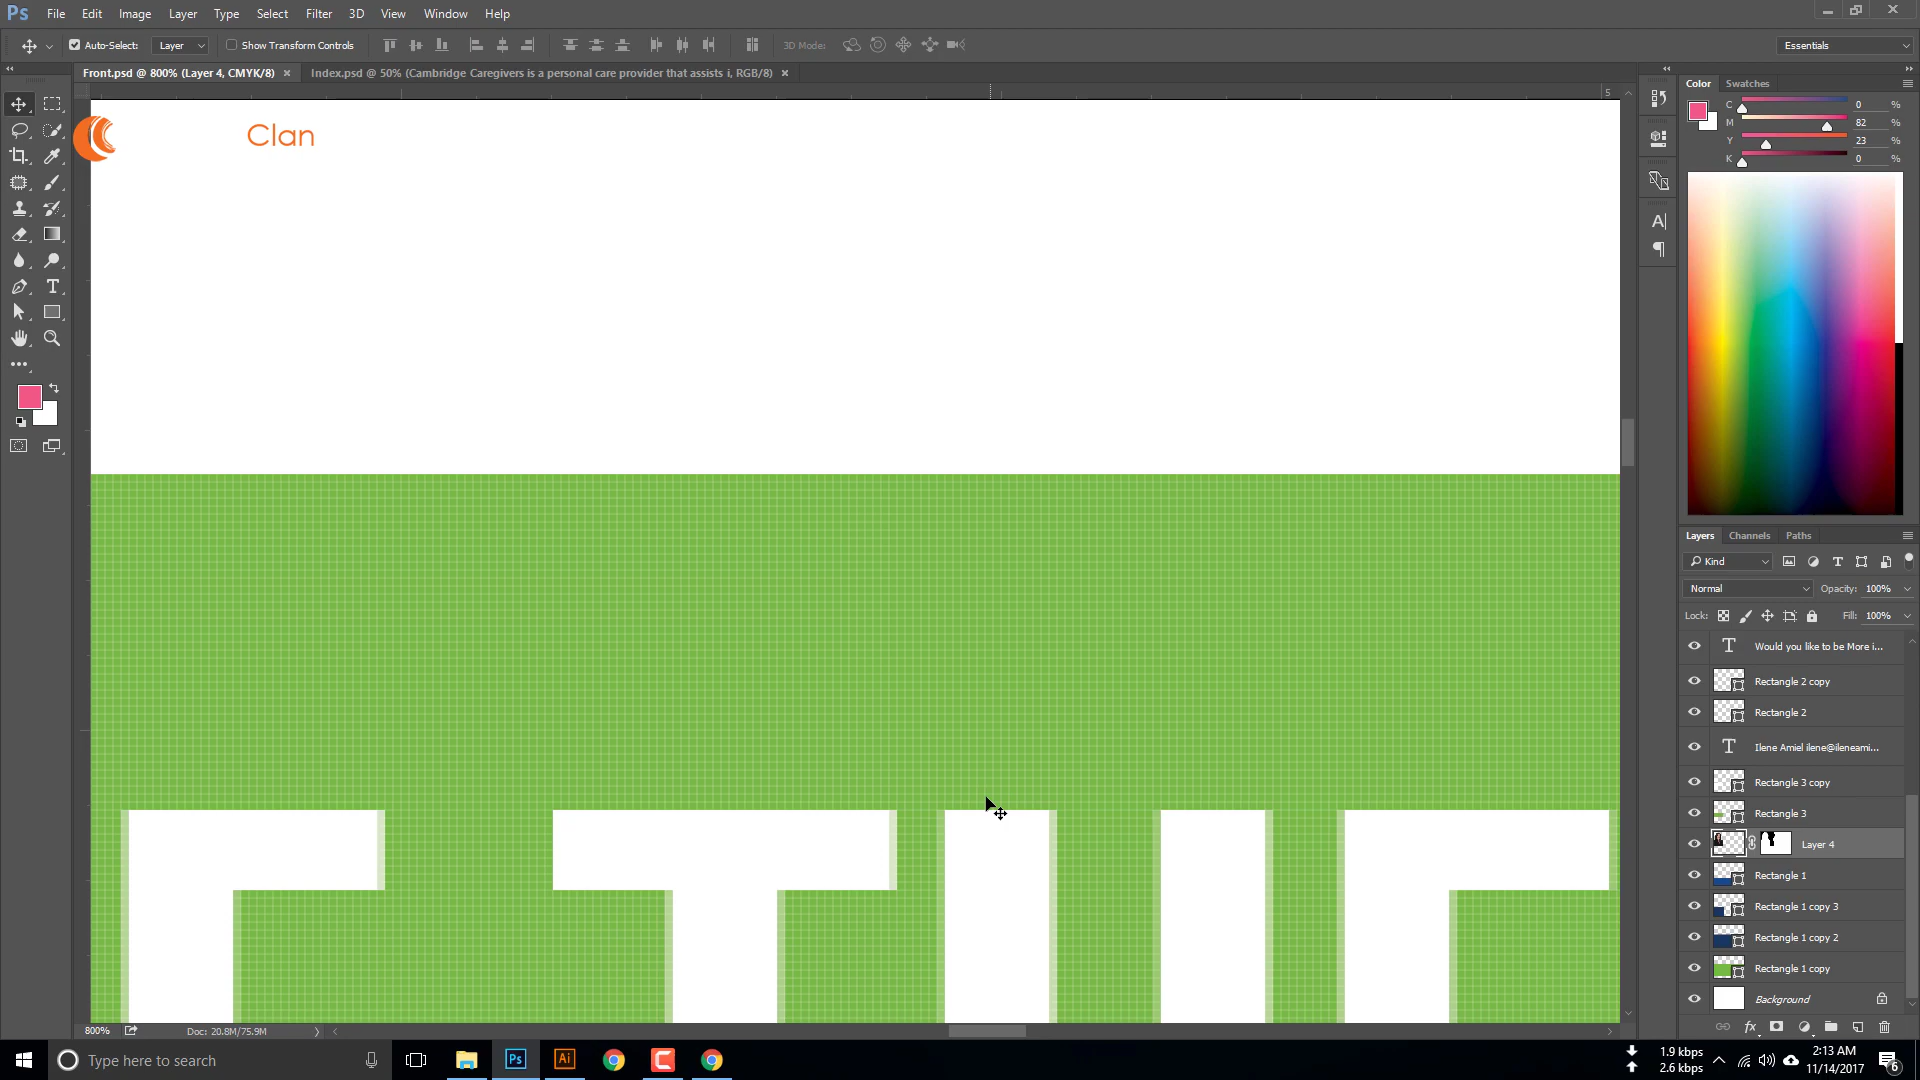 Ps File Edit Image Layer Type Select Filter 3D View Window Help
Auto-Select: Layer Show Transform Controls 3D Mode: Essentials
Front.psd @ 800% (Layer 4, CMYK/8) × Index.psd @ 50% (Cambridge Caregivers is a personal care provider that assists i, RGB/8) ×
5
Clan
Color Swatches
C 0 %
M 82 %
Y 23 %
K 0 %
Layers Channels Paths
Kind
Normal Opacity: 100%
Lock: Fill: 100%
Would you like to be More i...
Rectangle 2 copy
Rectangle 2
Ilene Amiel ilene@ileneami...
Rectangle 3 copy
Rectangle 3
Layer 4
Rectangle 1
Rectangle 1 copy 3
Rectangle 1 copy 2
Rectangle 1 copy
Background
800% Doc: 20.8M/75.9M
Type here to search
Ps Ai
1.9 kbps
2.6 kbps
2:13 AM
11/14/2017
6